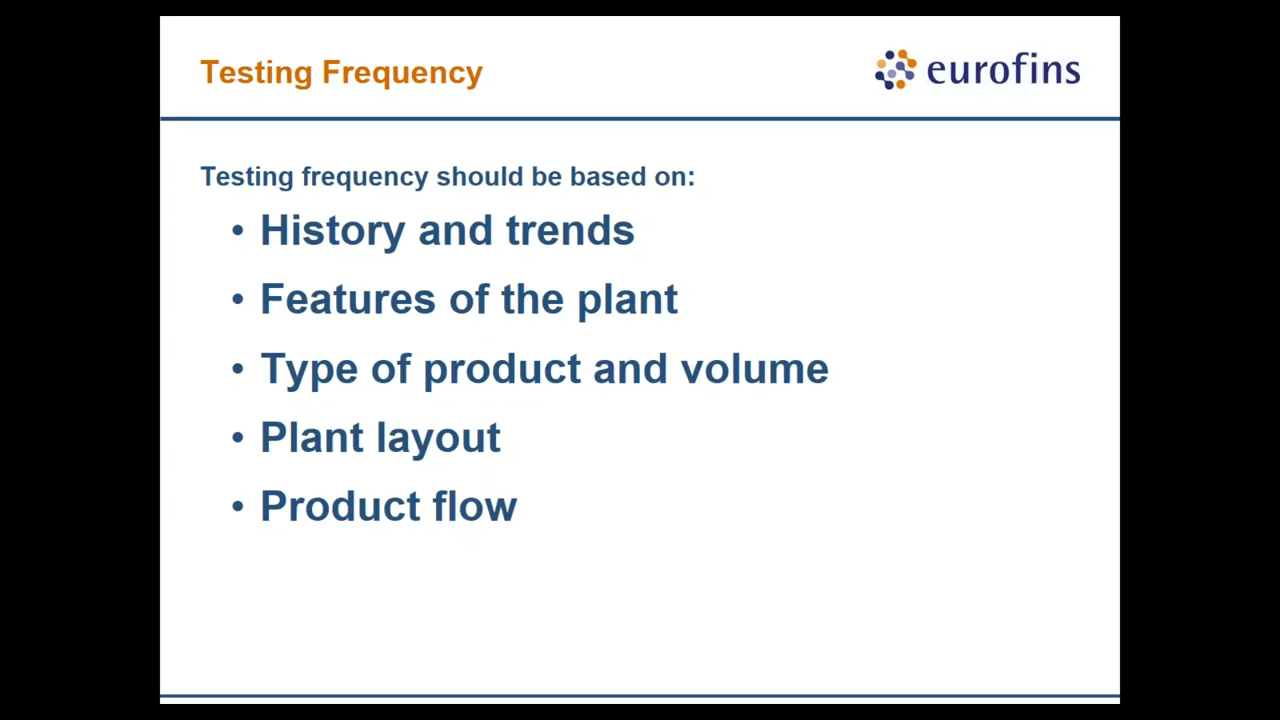 Testing Frequency
eurofins
Testing frequency should be based on:
• History and trends
• Features of the plant
• Type of product and volume
• Plant layout
• Product flow